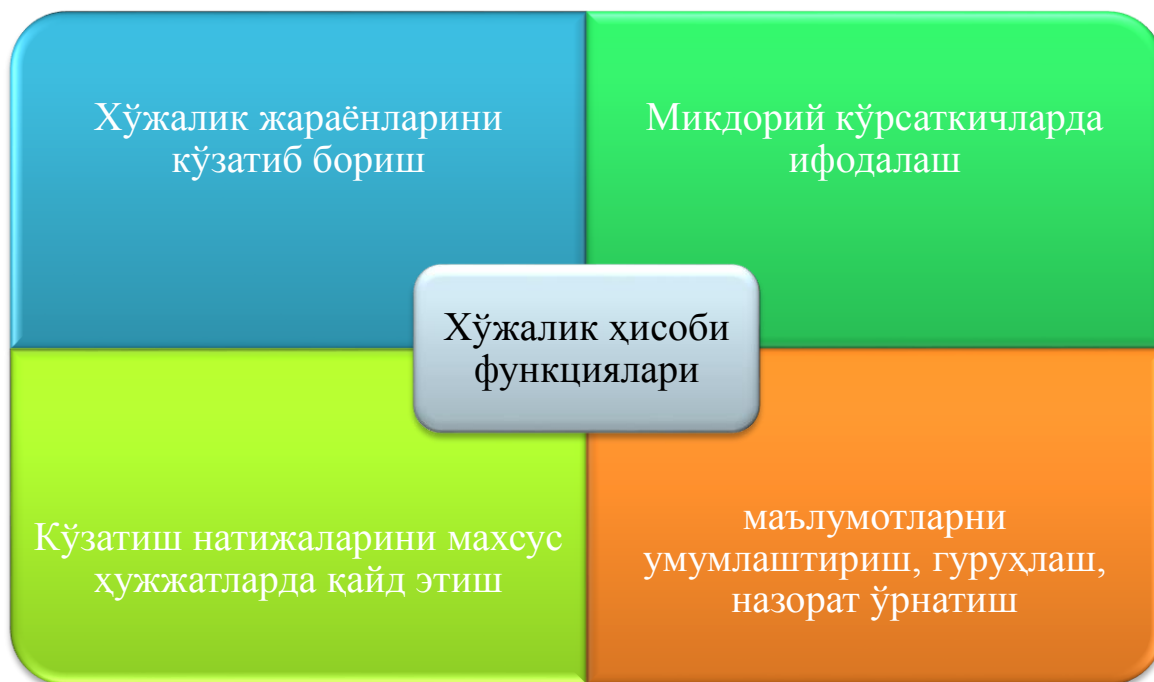 Хўжалик жараёнларини
кўзатиб бориш
Микдорий кўрсаткичларда
ифодалаш
Хўжалик ҳисоби
функциялари
Кўзатиш натижаларини махсус
ҳужжатларда қайд этиш
маълумотларни
умумлаштириш, гуруҳлаш,
назорат ўрнатиш